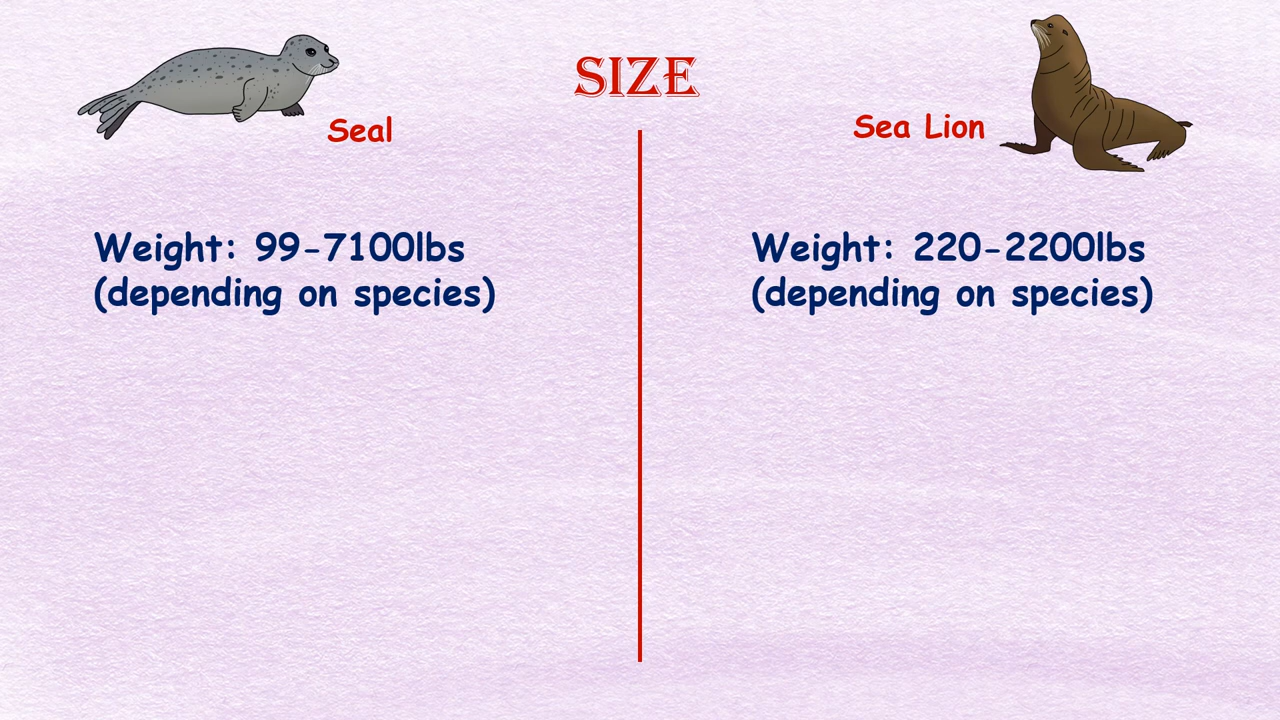 SIZE
Seal
Sea Lion
Weight: 99-7100lbs
(depending on species)
Weight: 220-2200lbs
(depending on species)